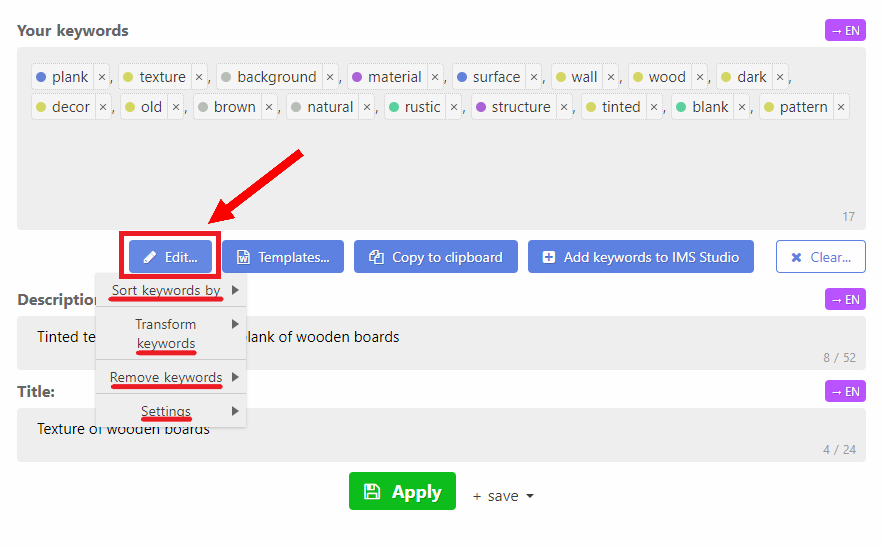 Your keywords
→ EN
plank ×, texture ×, background ×, material ×, surface ×, wall ×, wood ×, dark ×,
decor ×, old ×, brown ×, natural ×, rustic ×, structure ×, tinted ×, blank ×, pattern ×
17
Edit... Templates... Copy to clipboard Add keywords to IMS Studio × Clear...
Sort keywords by
Transform
keywords
Remove keywords
Settings
Description
→ EN
Tinted te lank of wooden boards
8 / 52
Title:
→ EN
Texture of wooden boards
4 / 24
Apply + save